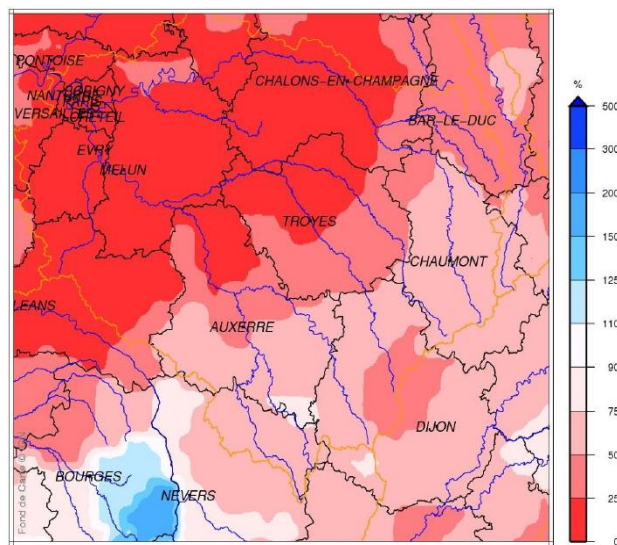 PONTOISE
BOBIGNY
NANTERRE
PARIS
VERSAILLES
CRETEIL
EVRY
MELUN
CHALONS-EN-CHAMPAGNE
BAR-LE-DUC
TROYES
CHAUMONT
LEANS
AUXERRE
DIJON
BOURGES
NEVERS
Fond de Carte ©
%
500
300
200
150
125
110
90
75
50
25
0